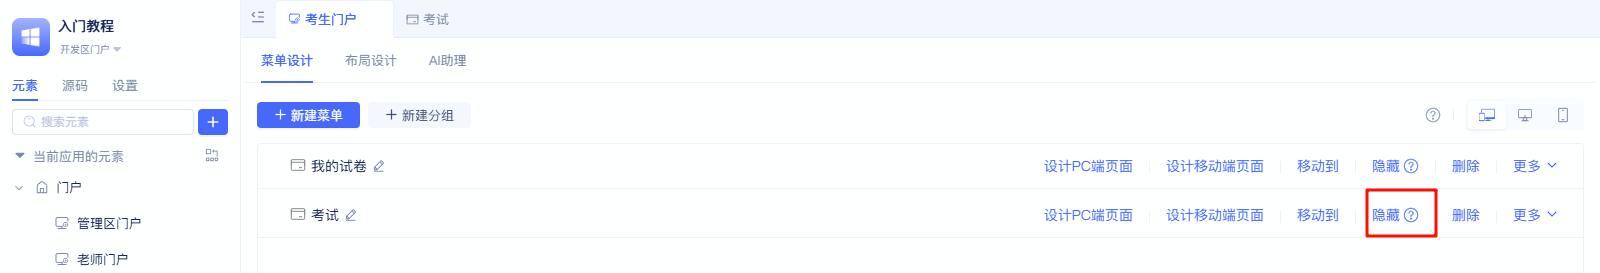 入门教程
开发区门户
元素 源码 设置
搜索元素
当前应用的元素
门户
管理区门户
老师门户
考生门户 考试
菜单设计 布局设计 AI助理
新建菜单 新建分组
我的试卷 设计PC端页面 设计移动端页面 移动到 隐藏 删除 更多
考试 设计PC端页面 设计移动端页面 移动到 隐藏 删除 更多